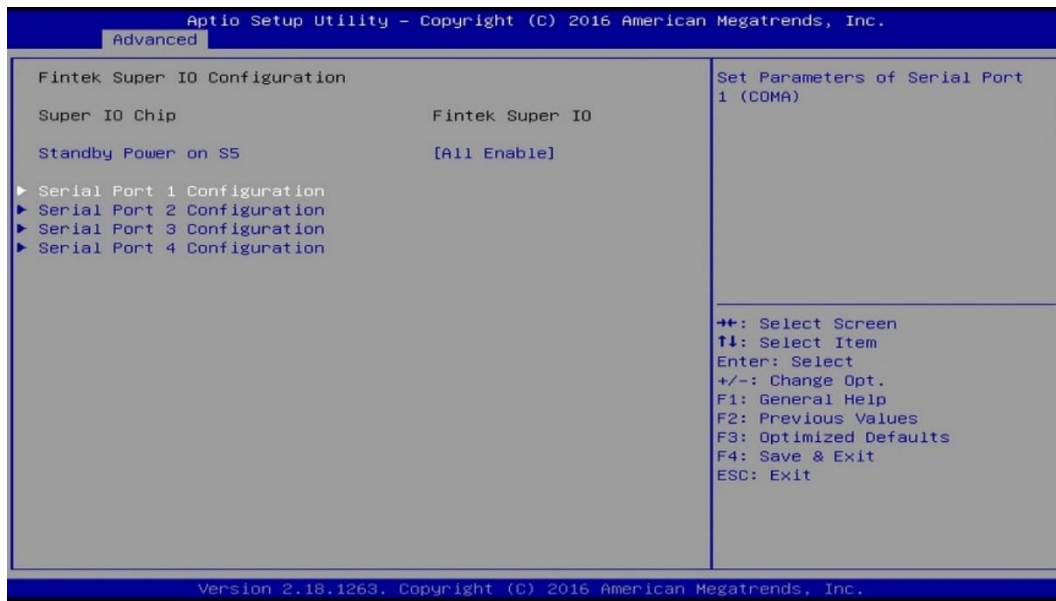 Aptio Setup Utility – Copyright (C) 2016 American Megatrends, Inc.
Advanced
Fintek Super IO Configuration
Super IO Chip Fintek Super IO
Standby Power on S5 [All Enable]
▶ Serial Port 1 Configuration
▶ Serial Port 2 Configuration
▶ Serial Port 3 Configuration
▶ Serial Port 4 Configuration
Set Parameters of Serial Port
1 (COMA)
→←: Select Screen
↑↓: Select Item
Enter: Select
+/-: Change Opt.
F1: General Help
F2: Previous Values
F3: Optimized Defaults
F4: Save & Exit
ESC: Exit
Version 2.18.1263. Copyright (C) 2016 American Megatrends, Inc.